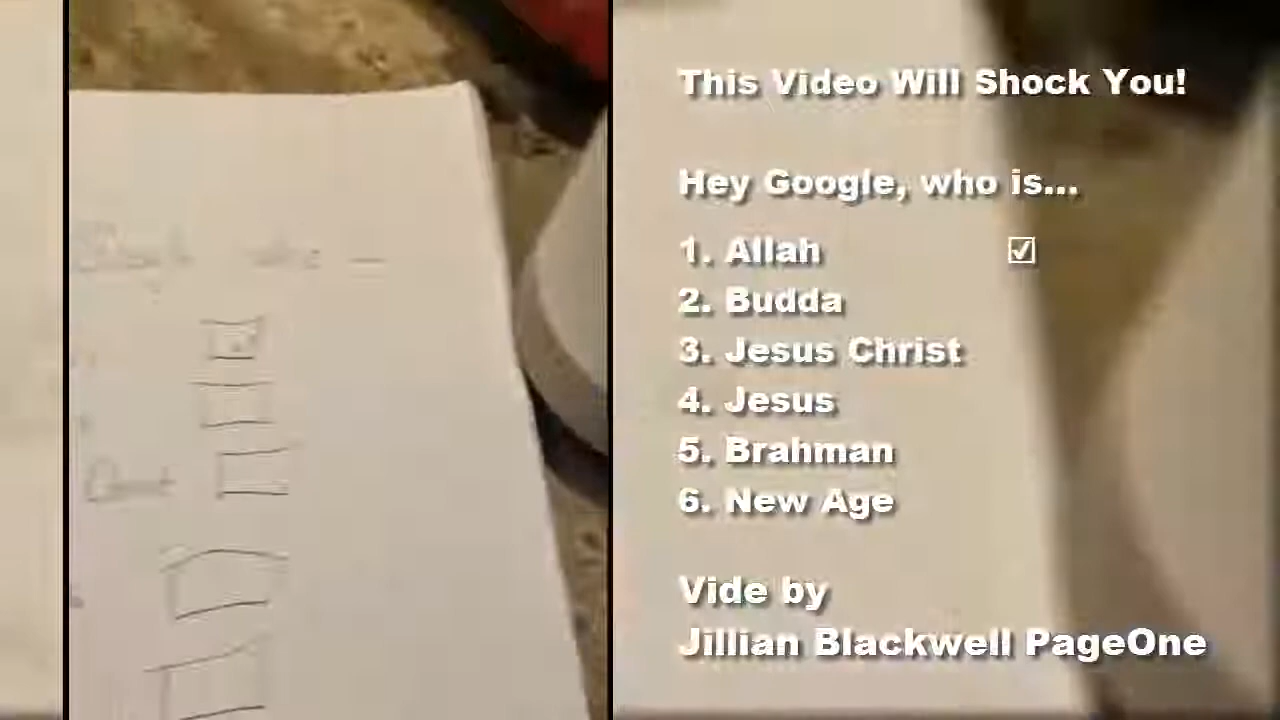 This Video Will Shock You!
Hey Google, who is...
1. Allah ☑
2. Budda
3. Jesus Christ
4. Jesus
5. Brahman
6. New Age
Vide by
Jillian Blackwell PageOne